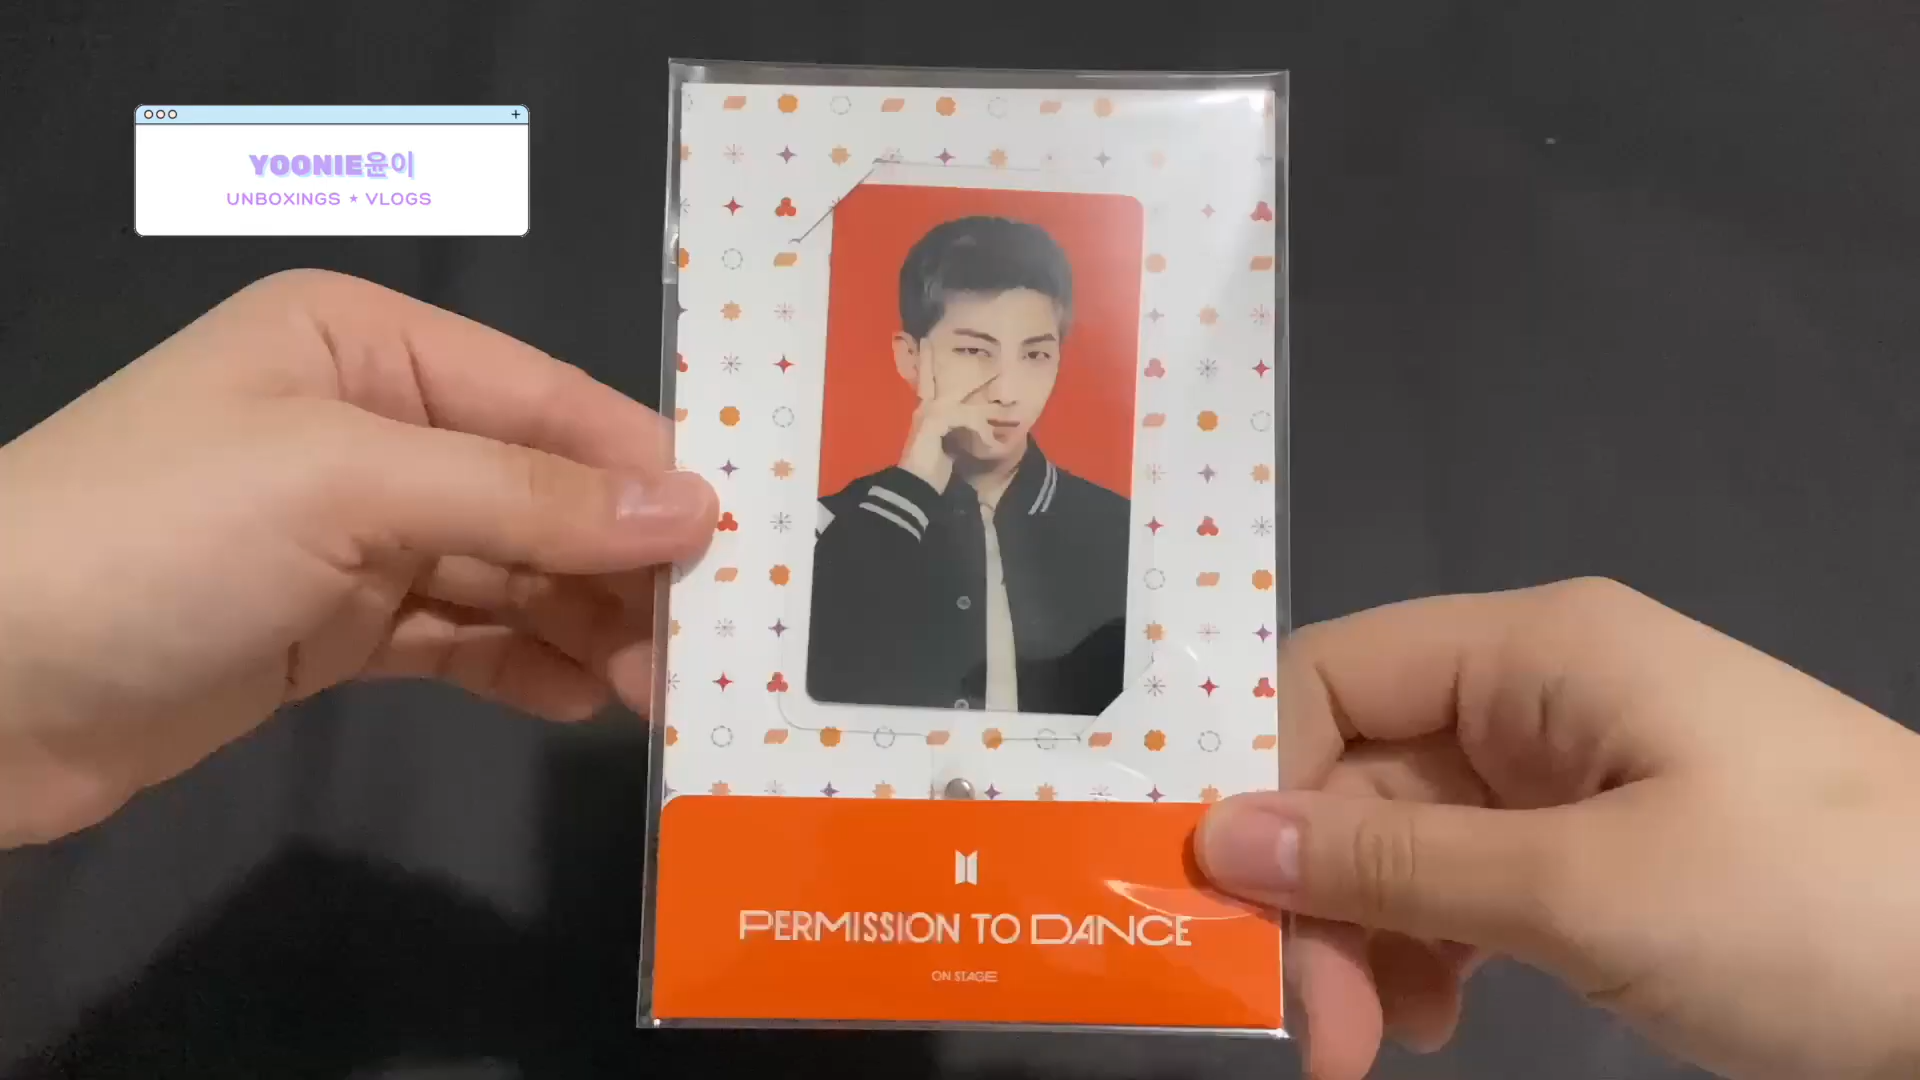 YOONIE윤이
UNBOXINGS ★ VLOGS
PERMISSION TO DANCE
ON STAGE